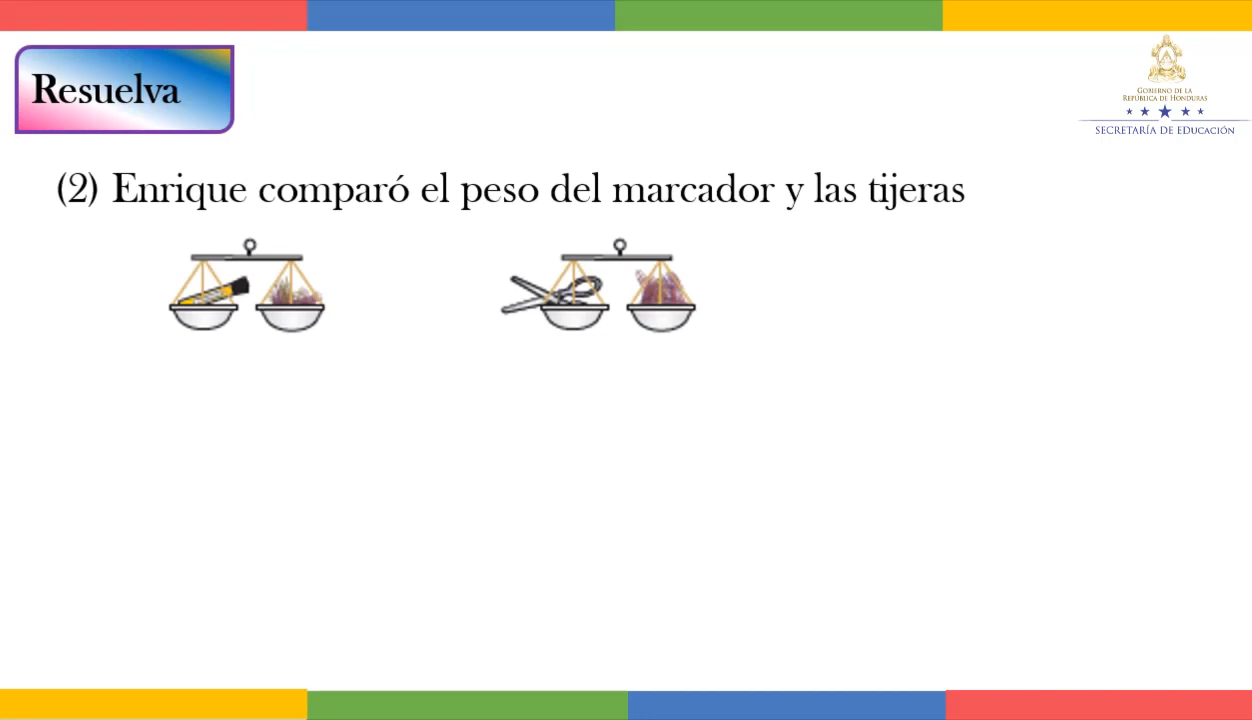 Resuelva
GOBIERNO DE LA
REPÚBLICA DE HONDURAS
SECRETARÍA DE EDUCACIÓN
(2) Enrique comparó el peso del marcador y las tijeras